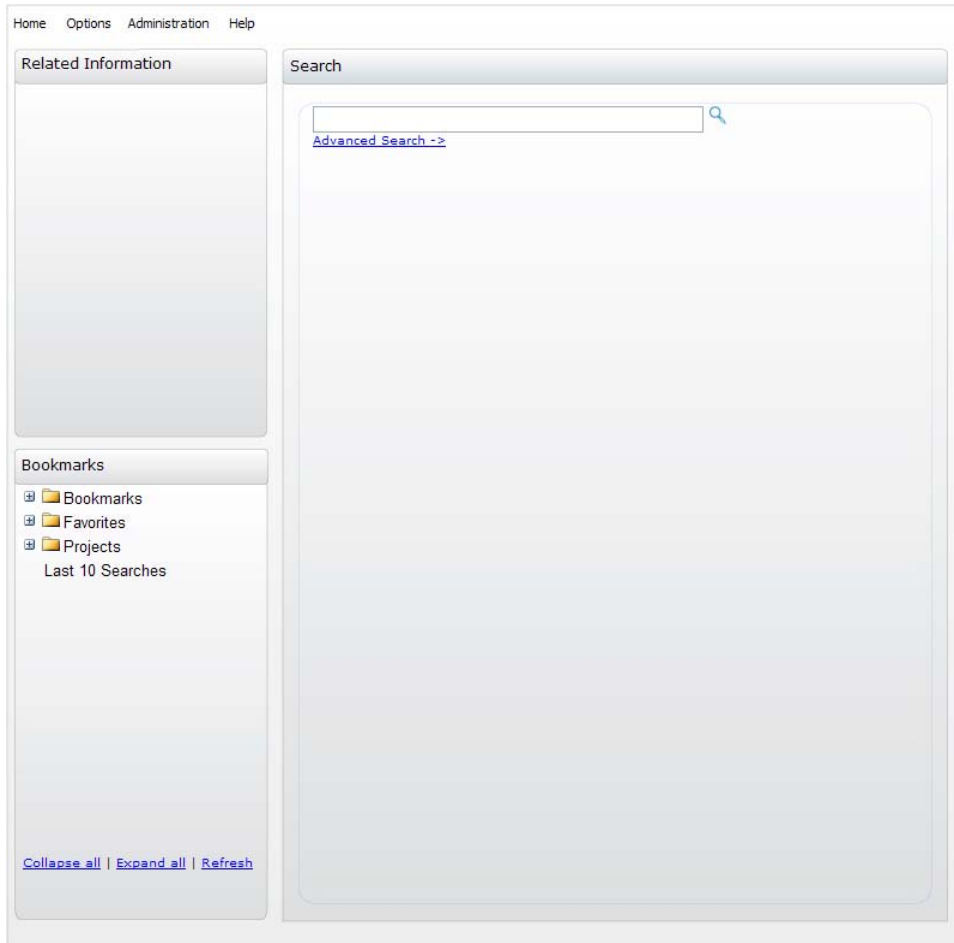 Home Options Administration Help
Related Information
Search
Advanced Search ->
Bookmarks
Bookmarks
Favorites
Projects
Last 10 Searches
Collapse all | Expand all | Refresh